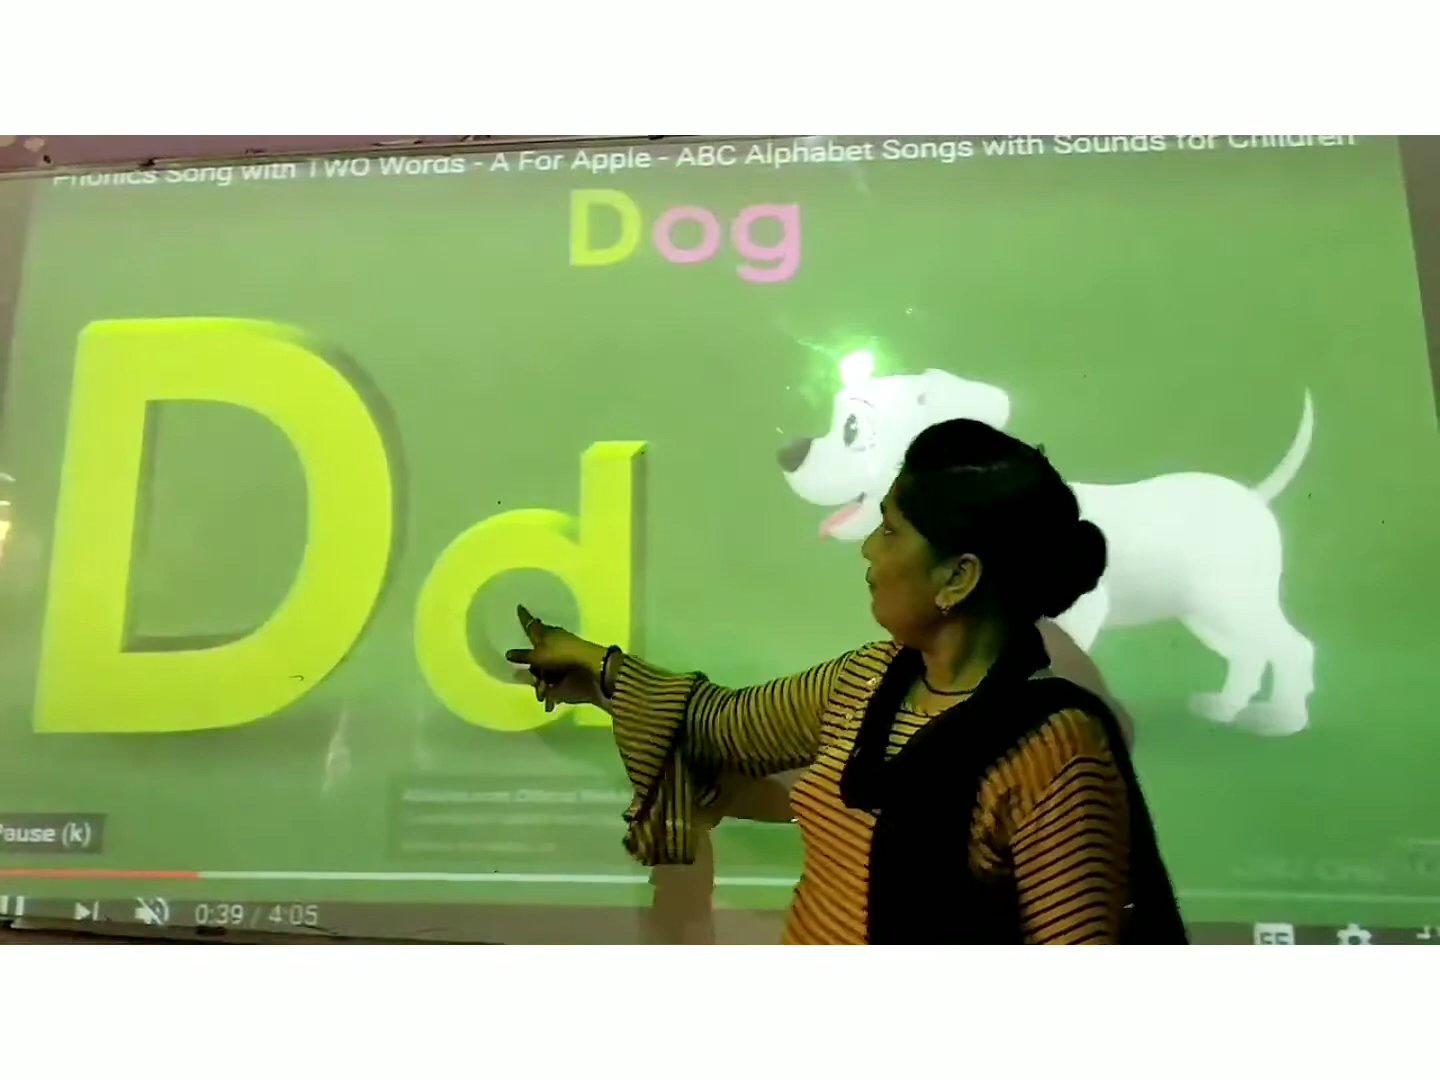 Phonics Song with TWO Words - A For Apple - ABC Alphabet Songs with Sounds for Children
Dog
Dd
Pause (k)
0:39 / 4:05